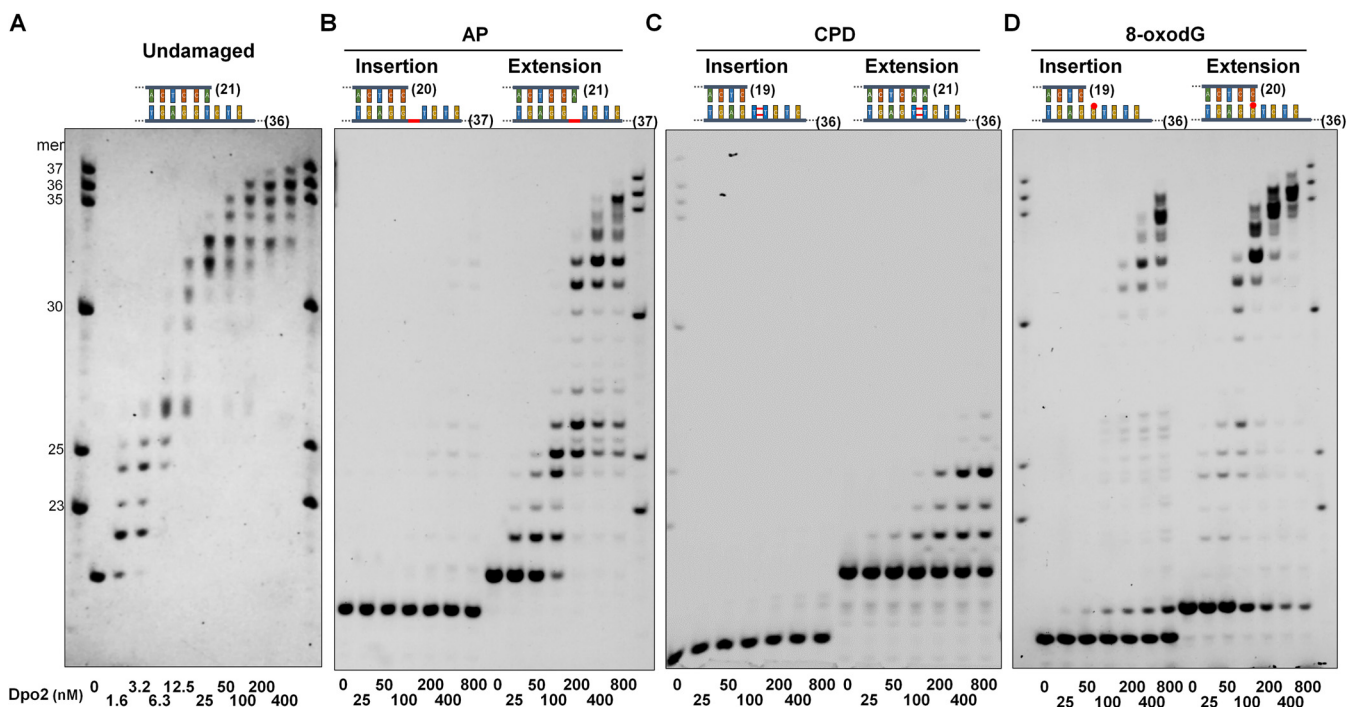 A
Undamaged
(21)
(36)
mer
37
36
35
30
25
23
Dpo2 (nM)
0 3.2 12.5 50 200
1.6 6.3 25 100 400
B
AP
Insertion Extension
(20) (21)
(37) (37)
0 50 200 800 0 50 200 800
25 100 400 25 100 400
C
CPD
Insertion Extension
(19) (21)
(36) (36)
0 50 200 800 0 50 200 800
25 100 400 25 100 400
D
8-oxodG
Insertion Extension
(19) (20)
(36) (36)
0 50 200 800 0 50 200 800
25 100 400 25 100 400